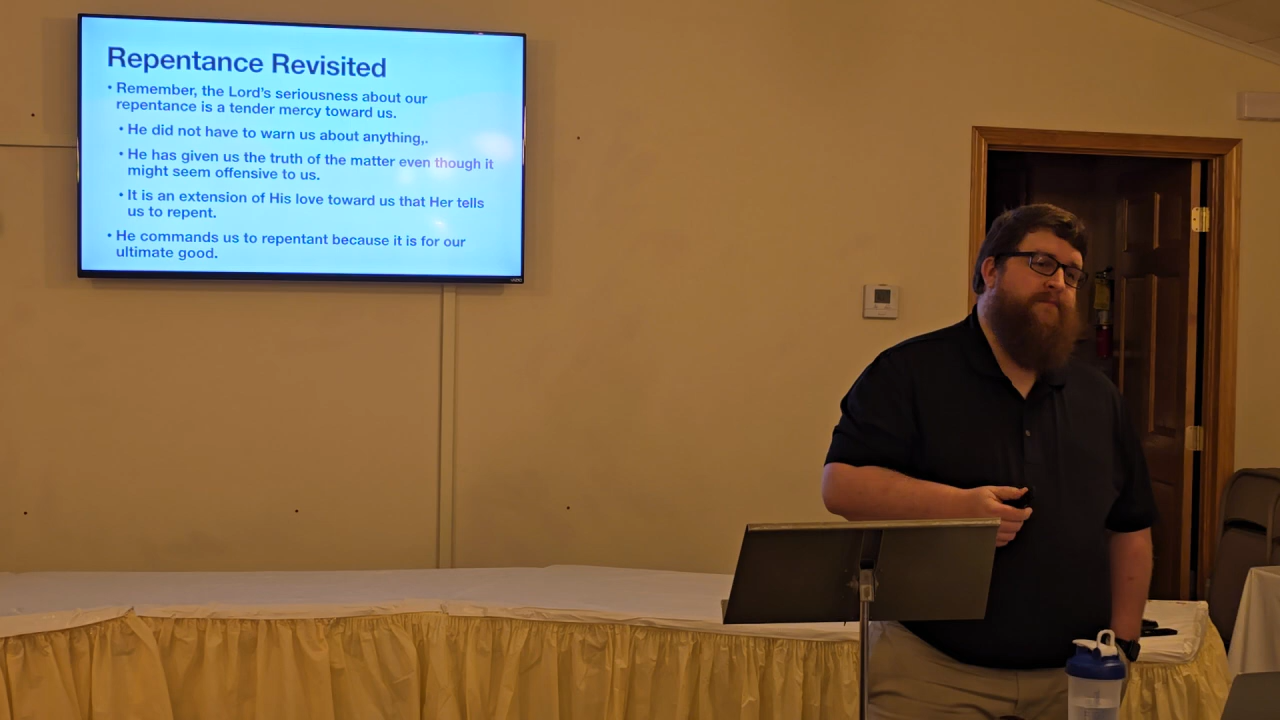 Repentance Revisited
• Remember, the Lord's seriousness about our
repentance is a tender mercy toward us.
• He did not have to warn us about anything,.
• He has given us the truth of the matter even though it
might seem offensive to us.
• It is an extension of His love toward us that Her tells
us to repent.
• He commands us to repentant because it is for our
ultimate good.